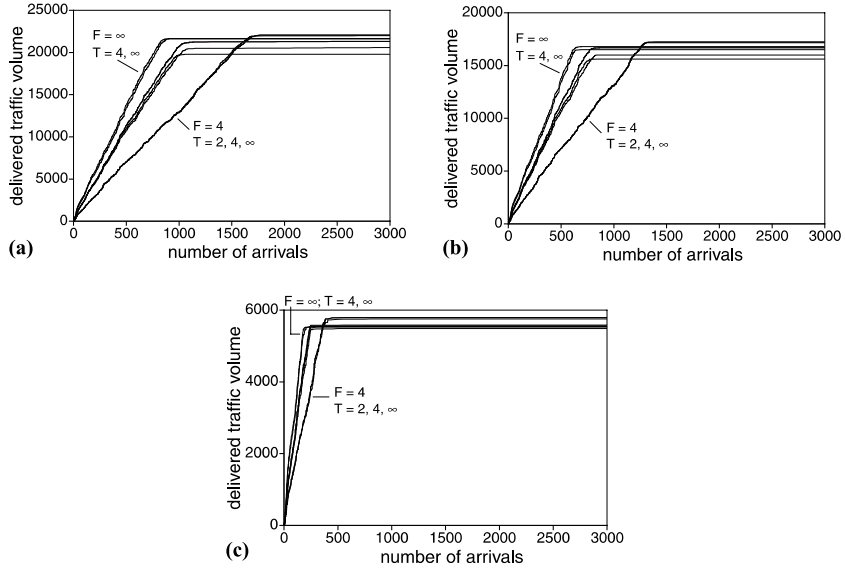 25000
20000
15000
10000
5000
0
delivered traffic volume
F = ∞
T = 4, ∞
F = 4
T = 2, 4, ∞
0 500 1000 1500 2000 2500 3000
number of arrivals
(a)
20000
15000
10000
5000
0
delivered traffic volume
F = ∞
T = 4, ∞
F = 4
T = 2, 4, ∞
0 500 1000 1500 2000 2500 3000
number of arrivals
(b)
F = ∞; T = 4, ∞
6000
4000
2000
0
delivered traffic volume
F = 4
T = 2, 4, ∞
0 500 1000 1500 2000 2500 3000
number of arrivals
(c)